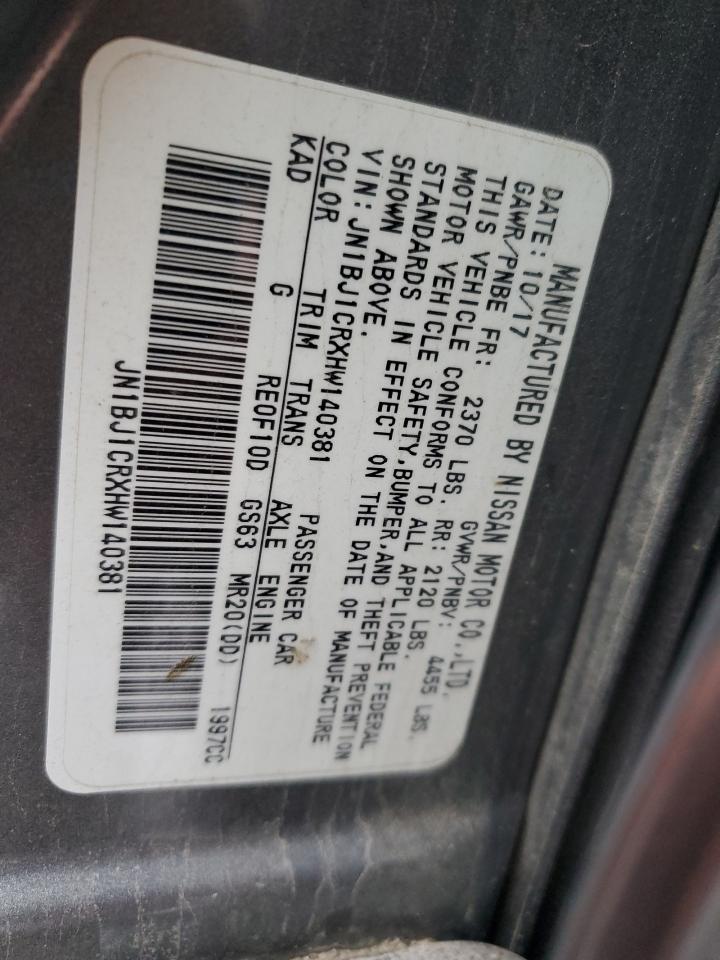 MANUFACTURED BY NISSAN MOTOR CO.,LTD.
DATE: 10/17 GVWR/PNBV: 4455 LBS.
GAWR/PNBE FR: 2370 LBS. RR: 2120 LBS.
THIS VEHICLE CONFORMS TO ALL APPLICABLE FEDERAL
MOTOR VEHICLE SAFETY,BUMPER,AND THEFT PREVENTION
STANDARDS IN EFFECT ON THE DATE OF MANUFACTURE
SHOWN ABOVE.
VIN: JN1BJ1CRXHW140381 PASSENGER CAR
COLOR TRIM TRANS AXLE ENGINE
KAD G RE0F10D GS63 MR20(DD) 1997CC
JN1BJ1CRXHW140381